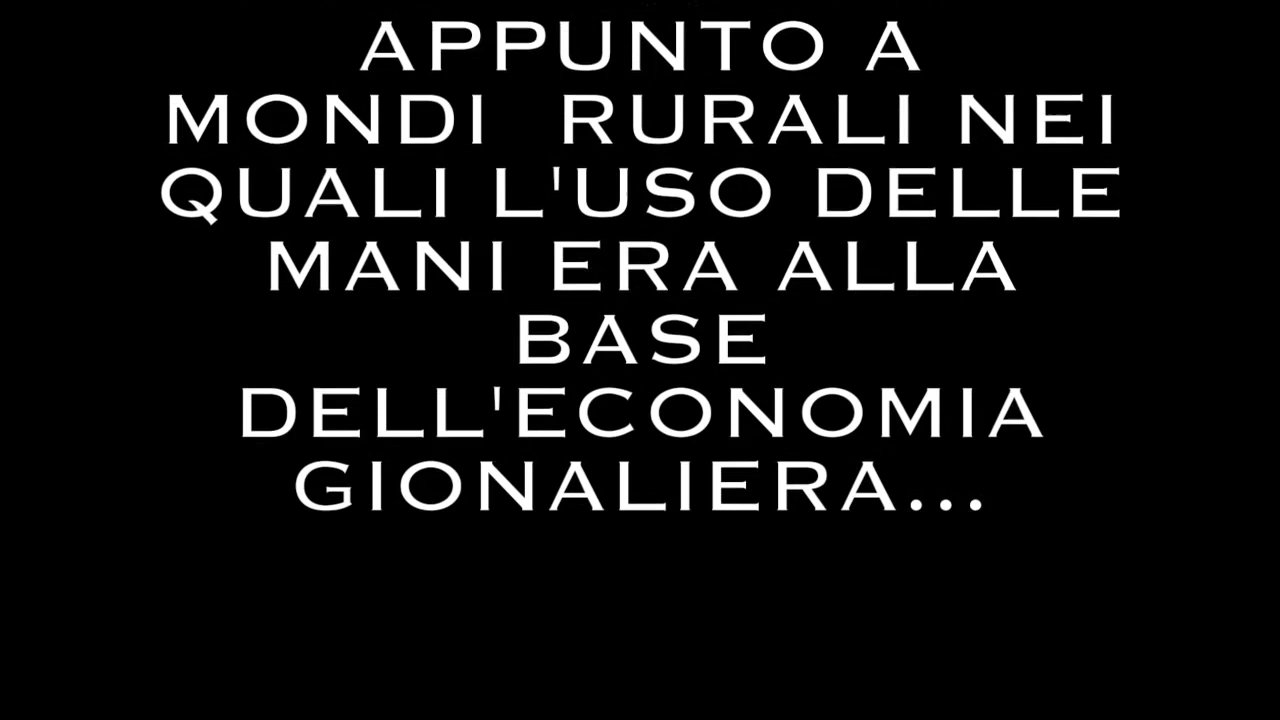 APPUNTO A
MONDI  RURALI NEI
QUALI L'USO DELLE
MANI ERA ALLA
BASE
DELL'ECONOMIA
GIONALIERA...